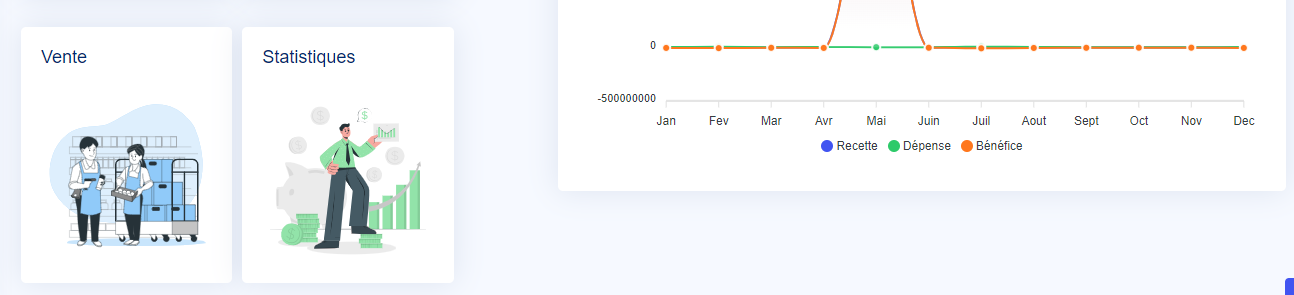 Vente
Statistiques
0
-500000000
Jan Fev Mar Avr Mai Juin Juil Aout Sept Oct Nov Dec
Recette Dépense Bénéfice